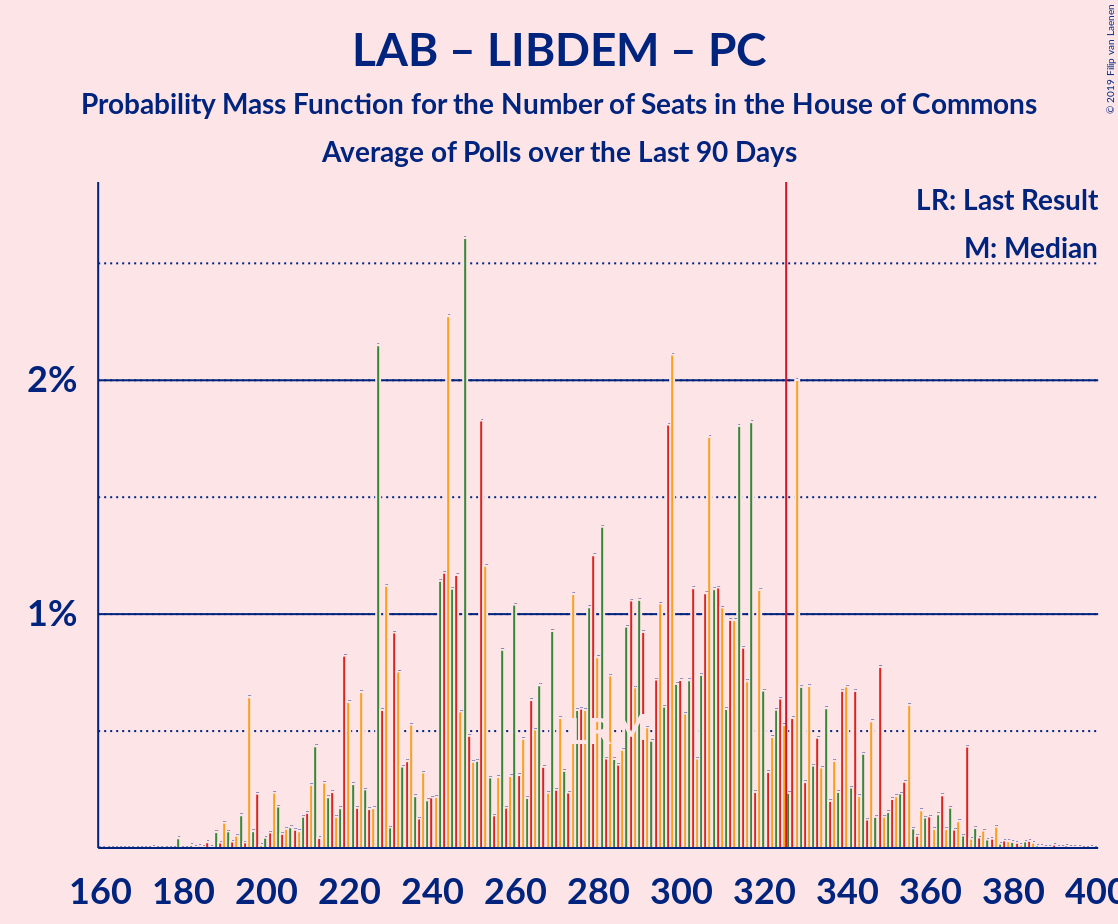 LAB – LIBDEM – PC
Probability Mass Function for the Number of Seats in the House of Commons
Average of Polls over the Last 90 Days
© 2019 Filip van Laenen
LR: Last Result
M: Median
2%
1%
LR M
160 180 200 220 240 260 280 300 320 340 360 380 400